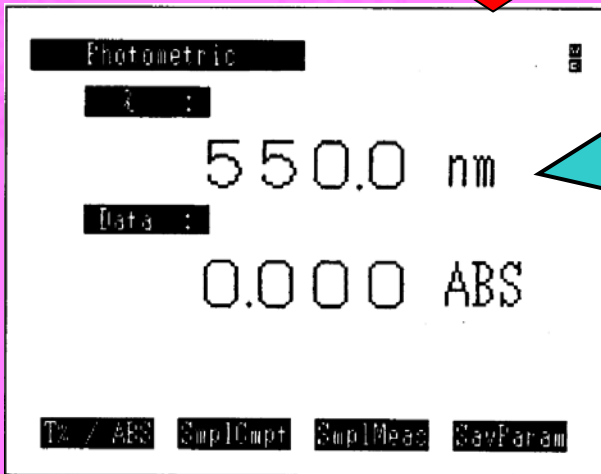 Photometric
λ :
550.0 nm
Data :
0.000 ABS
T% / ABS SmplCmpt SmplMeas SavParam